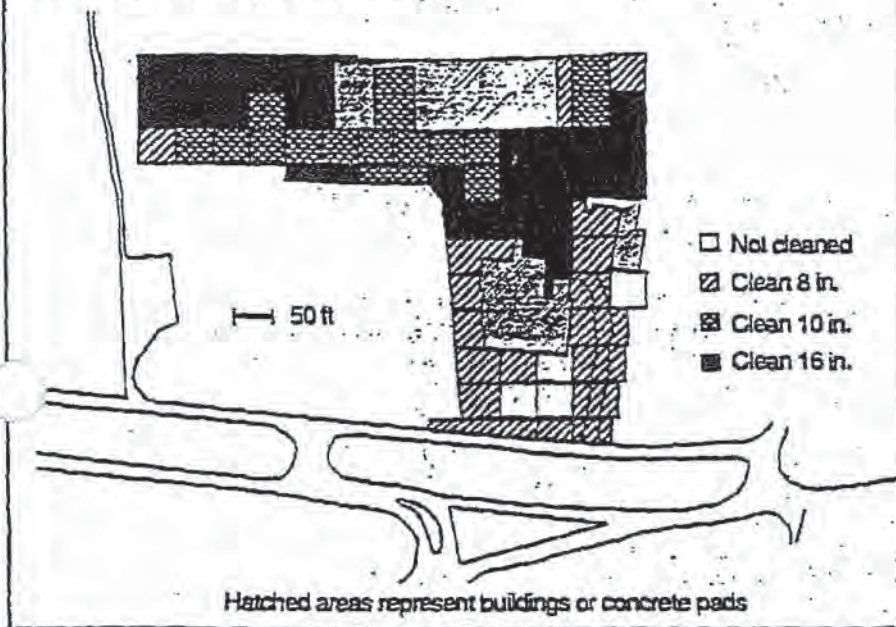 Not cleaned
Clean 8 in.
50 ft
Clean 10 in.
Clean 16 in.
Hatched areas represent buildings or concrete pads